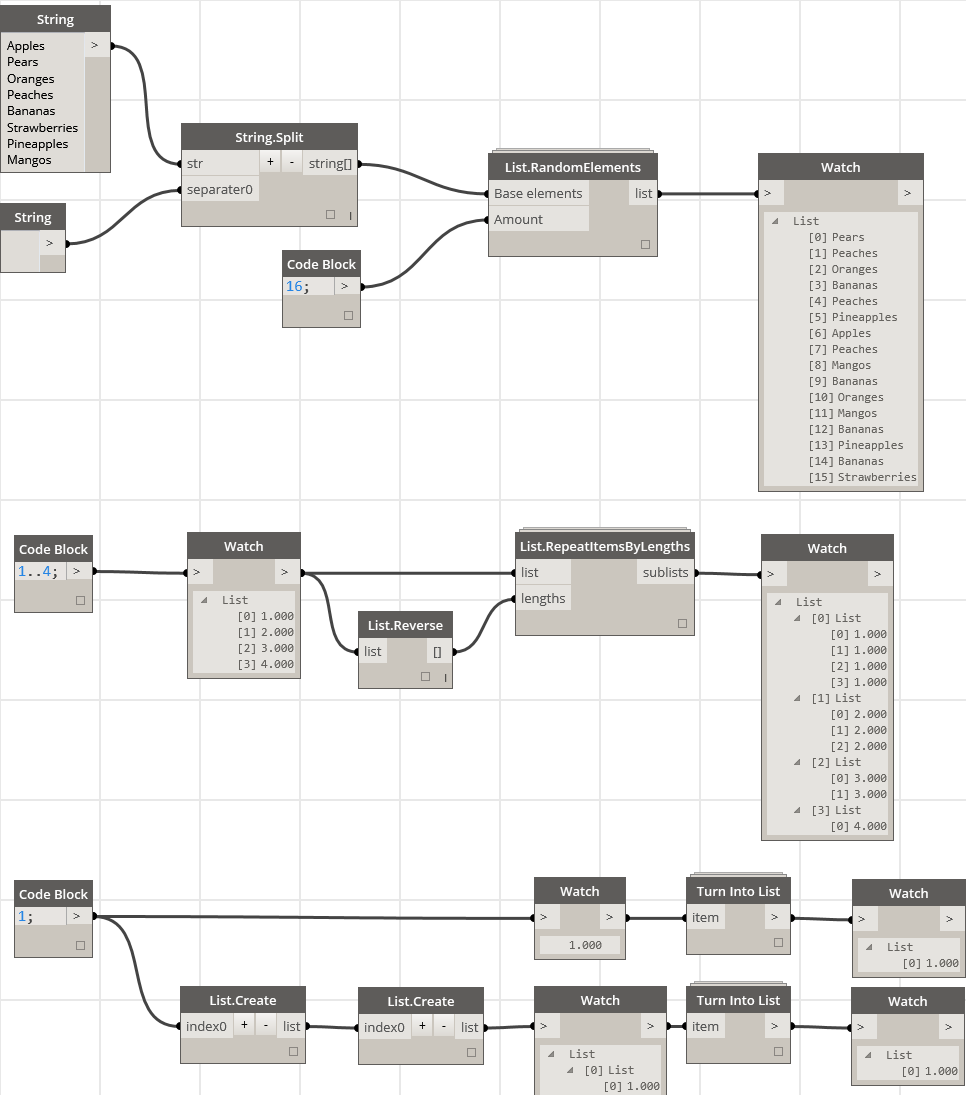 String
Apples >
Pears
Oranges
Peaches
Bananas
Strawberries
Pineapples
Mangos
String
>
String.Split
str + - string[]
separater0
Code Block
16; >
List.RandomElements
Base elements list
Amount
Watch
> >
List
[0] Pears
[1] Peaches
[2] Oranges
[3] Bananas
[4] Peaches
[5] Pineapples
[6] Apples
[7] Peaches
[8] Mangos
[9] Bananas
[10] Oranges
[11] Mangos
[12] Bananas
[13] Pineapples
[14] Bananas
[15] Strawberries
Code Block
1..4; >
Watch
> >
List
[0] 1.000
[1] 2.000
[2] 3.000
[3] 4.000
List.Reverse
list []
List.RepeatItemsByLengths
list sublists
lengths
Watch
> >
List
[0] List
[0] 1.000
[1] 1.000
[2] 1.000
[3] 1.000
[1] List
[0] 2.000
[1] 2.000
[2] 2.000
[2] List
[0] 3.000
[1] 3.000
[3] List
[0] 4.000
Code Block
1; >
Watch
> >
1.000
Turn Into List
item >
Watch
> >
List
[0] 1.000
List.Create
index0 + - list
List.Create
index0 + - list
Watch
> >
List
[0] List
[0] 1.000
Turn Into List
item >
Watch
> >
List
[0] 1.000